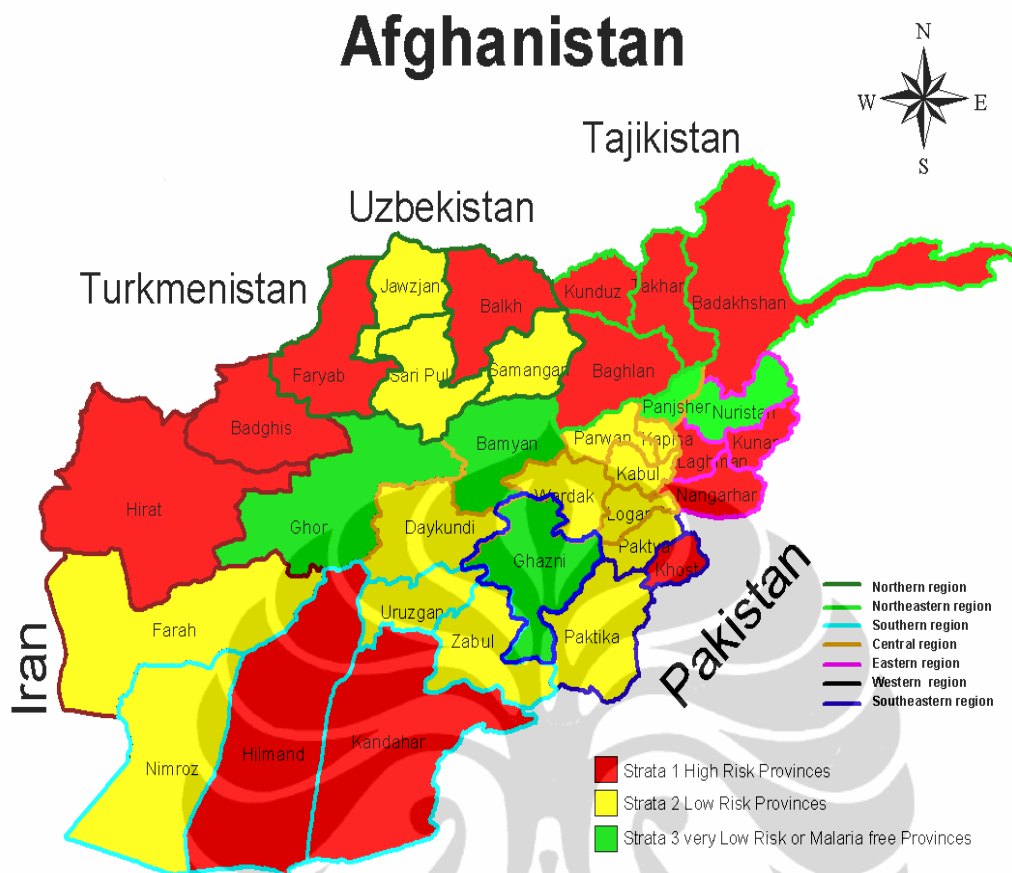 Afghanistan
N
W E
S
Tajikistan
Uzbekistan
Turkmenistan
Jawzjan
Balkh
Kunduz
Takhar
Badakhshan
Faryab
Sari Pul
Samangan
Baghlan
Panjsher
Nuristan
Badghis
Bamyan
Parwan
Kapisa
Kunar
Laghman
Kabul
Nangarhar
Hirat
Ghor
Daykundi
Wardak
Logar
Paktya
Ghazni
Khost
Uruzgan
Farah
Zabul
Paktika
Iran
Pakistan
Nimroz
Hilmand
Kandahar
Northern region
Northeastern region
Southern region
Central region
Eastern region
Western region
Southeastern region
Strata 1 High Risk Provinces
Strata 2 Low Risk Provinces
Strata 3 very Low Risk or Malaria free Provinces